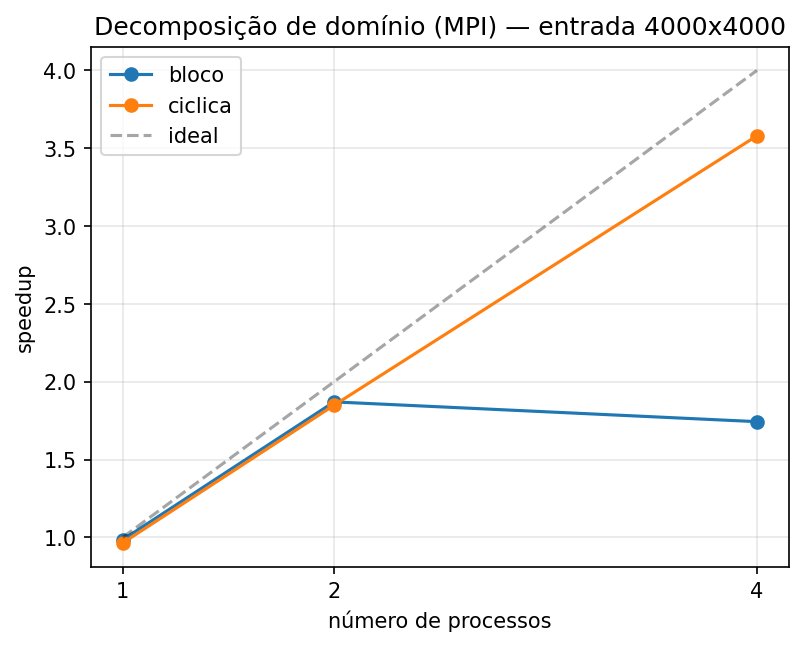 Decomposição de domínio (MPI) — entrada 4000x4000
bloco
ciclica
ideal
4.0
3.5
3.0
2.5
2.0
1.5
1.0
speedup
1
2
4
número de processos